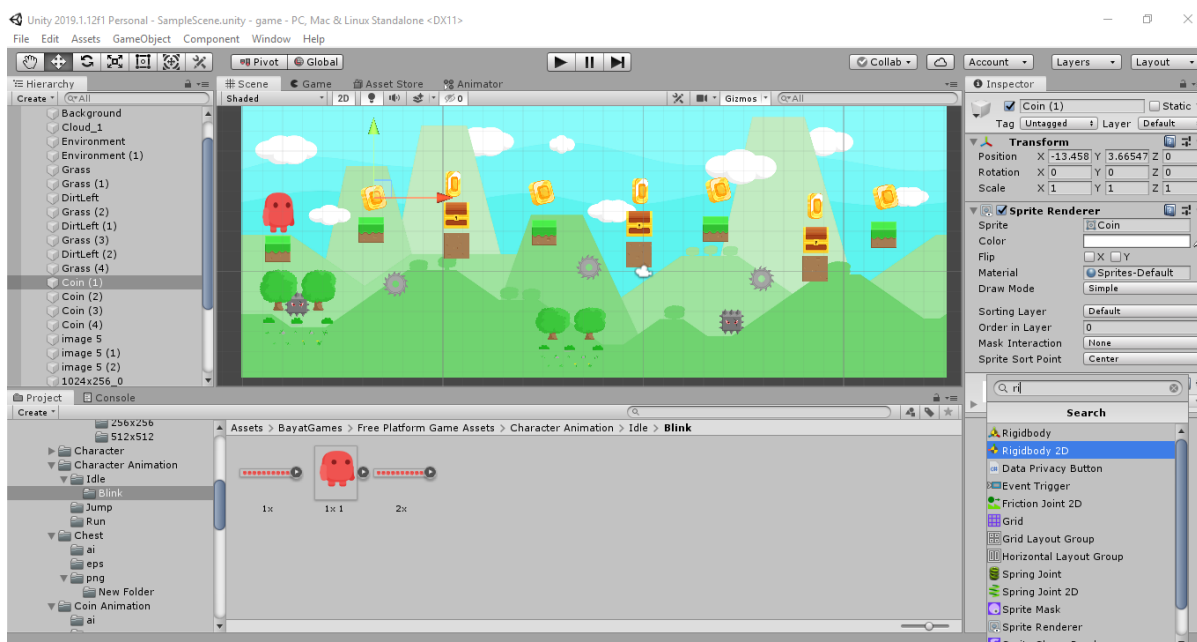 Unity 2019.1.12f1 Personal - SampleScene.unity - game - PC, Mac & Linux Standalone <DX11>
File Edit Assets GameObject Component Window Help
Pivot Global Collab Account Layers Layout
Hierarchy
Create All
Background
Cloud_1
Environment
Environment (1)
Grass
Grass (1)
DirtLeft
Grass (2)
DirtLeft (1)
Grass (3)
DirtLeft (2)
Grass (4)
Coin (1)
Coin (2)
Coin (3)
Coin (4)
image 5
image 5 (1)
image 5 (2)
1024x256_0
Scene Game Asset Store Animator
Shaded 2D 0 Gizmos All
Inspector
Coin (1) Static
Tag Untagged Layer Default
Transform
Position X -13.458 Y 3.66547 Z 0
Rotation X 0 Y 0 Z 0
Scale X 1 Y 1 Z 1
Sprite Renderer
Sprite Coin
Color
Flip X Y
Material Sprites-Default
Draw Mode Simple
Sorting Layer Default
Order in Layer 0
Mask Interaction None
Sprite Sort Point Center
ri
Search
Rigidbody
Rigidbody 2D
Data Privacy Button
Event Trigger
Friction Joint 2D
Grid
Grid Layout Group
Horizontal Layout Group
Spring Joint
Spring Joint 2D
Sprite Mask
Sprite Renderer
Project Console
Create
256x256
512x512
Character
Character Animation
Idle
Blink
Jump
Run
Chest
ai
eps
png
New Folder
Coin Animation
ai
Assets > BayatGames > Free Platform Game Assets > Character Animation > Idle > Blink
1x 1x 1 2x